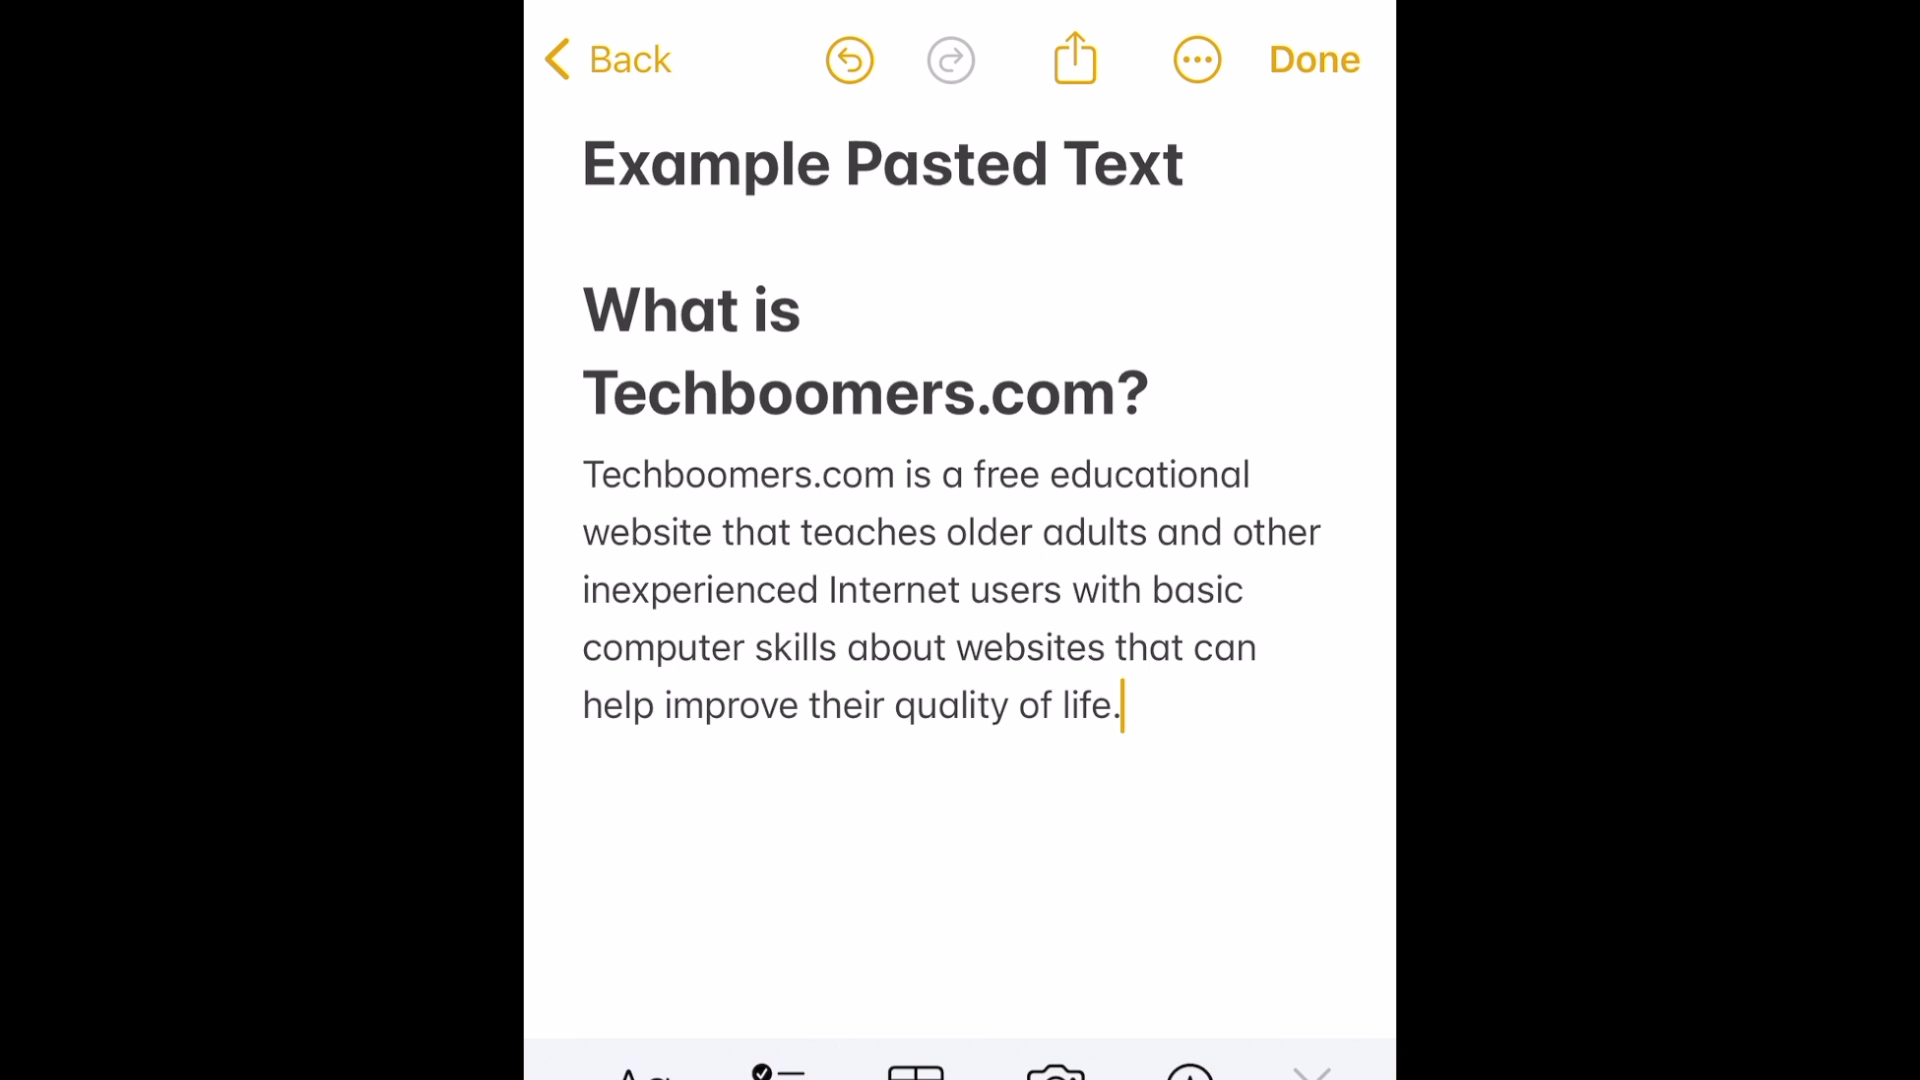 Back
Done
Example Pasted Text
What is
Techboomers.com?
Techboomers.com is a free educational
website that teaches older adults and other
inexperienced Internet users with basic
computer skills about websites that can
help improve their quality of life.
Aa